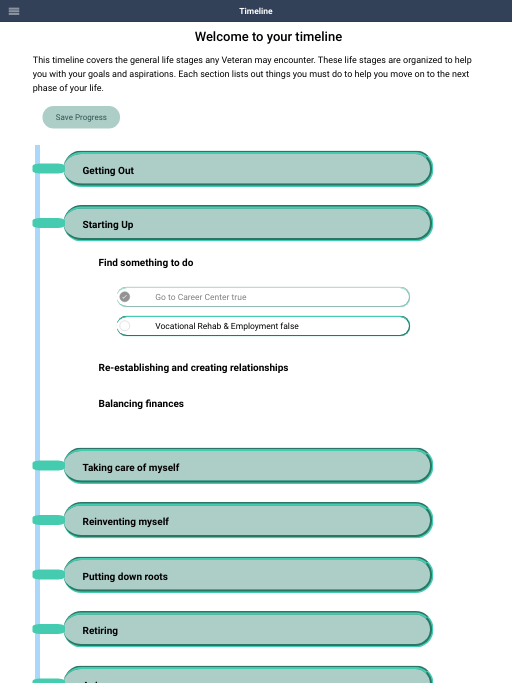 Timeline
Welcome to your timeline
This timeline covers the general life stages any Veteran may encounter. These life stages are organized to help
you with your goals and aspirations. Each section lists out things you must do to help you move on to the next
phase of your life.
Save Progress
Getting Out
Starting Up
Find something to do
Go to Career Center true
Vocational Rehab & Employment false
Re-establishing and creating relationships
Balancing finances
Taking care of myself
Reinventing myself
Putting down roots
Retiring